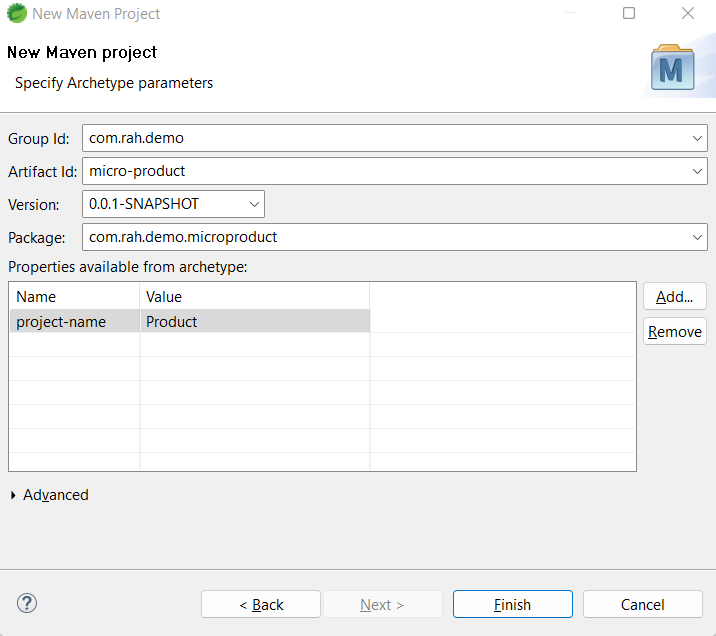 New Maven Project
New Maven project
Specify Archetype parameters
M
Group Id: com.rah.demo
Artifact Id: micro-product
Version: 0.0.1-SNAPSHOT
Package: com.rah.demo.microproduct
Properties available from archetype:
Name Value Add...
project-name Product Remove
Advanced
? < Back Next > Finish Cancel